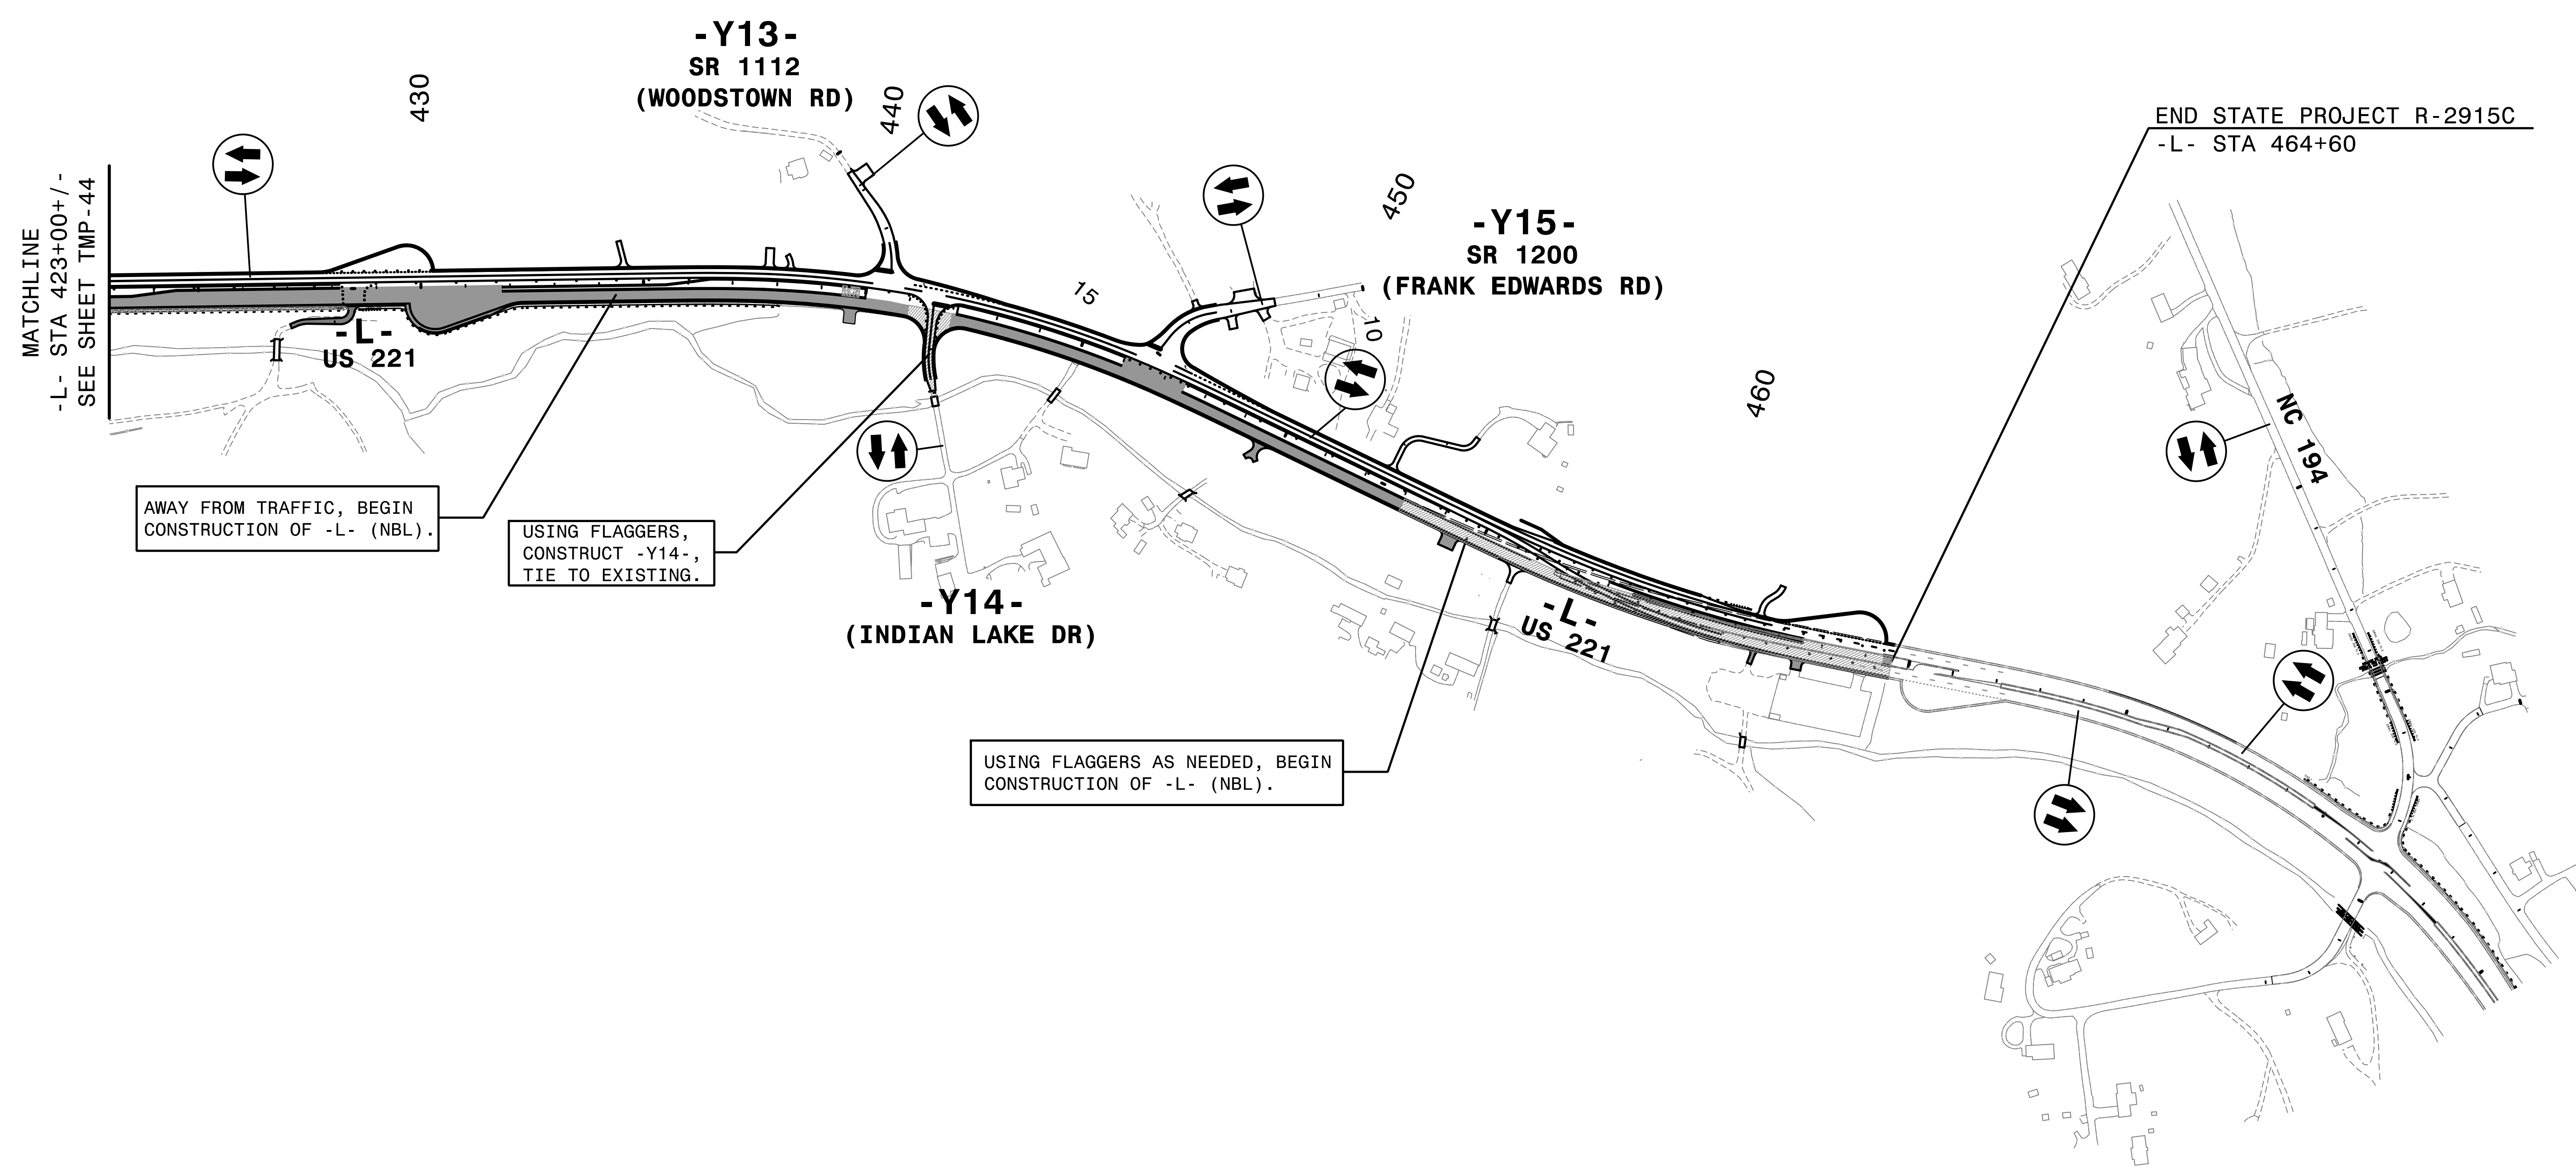 -Y13-
SR 1112
(WOODSTOWN RD)
430
440
MATCHLINE
-L- STA 423+00+/-
SEE SHEET TMP-44
END STATE PROJECT R-2915C
-L- STA 464+60
450
-Y15-
SR 1200
(FRANK EDWARDS RD)
15
10
-L-
US 221
460
NC 194
AWAY FROM TRAFFIC, BEGIN
CONSTRUCTION OF -L- (NBL).
USING FLAGGERS,
CONSTRUCT -Y14-,
TIE TO EXISTING.
-Y14-
(INDIAN LAKE DR)
-L-
US 221
USING FLAGGERS AS NEEDED, BEGIN
CONSTRUCTION OF -L- (NBL).